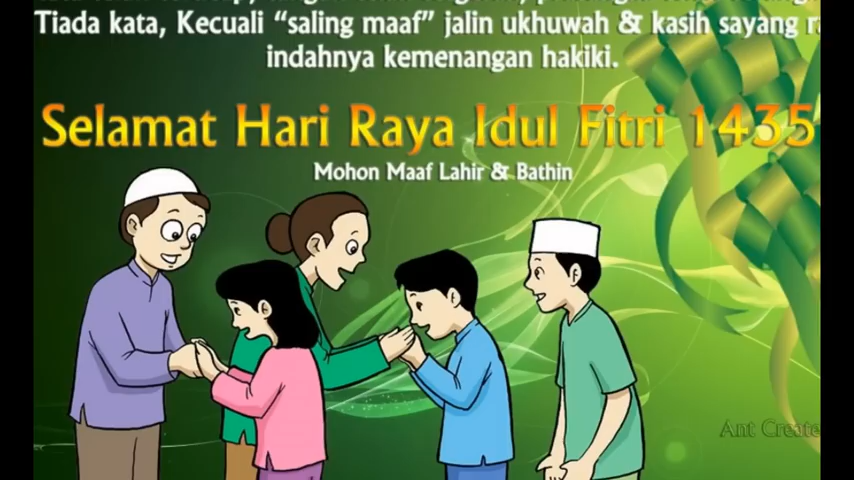 Tiada kata, Kecuali “saling maaf” jalin ukhuwah & kasih sayang
indahnya kemenangan hakiki.
Selamat Hari Raya Idul Fitri 1435
Mohon Maaf Lahir & Bathin
Ant Create